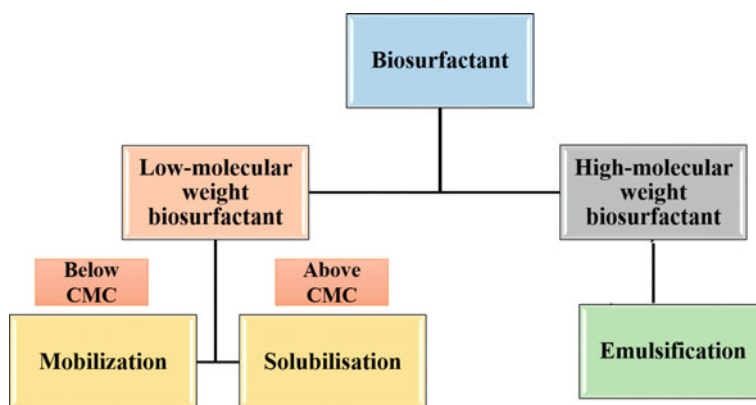 Biosurfactant
Low-molecular
weight
biosurfactant
High-molecular
weight
biosurfactant
Below
CMC
Above
CMC
Mobilization
Solubilisation
Emulsification